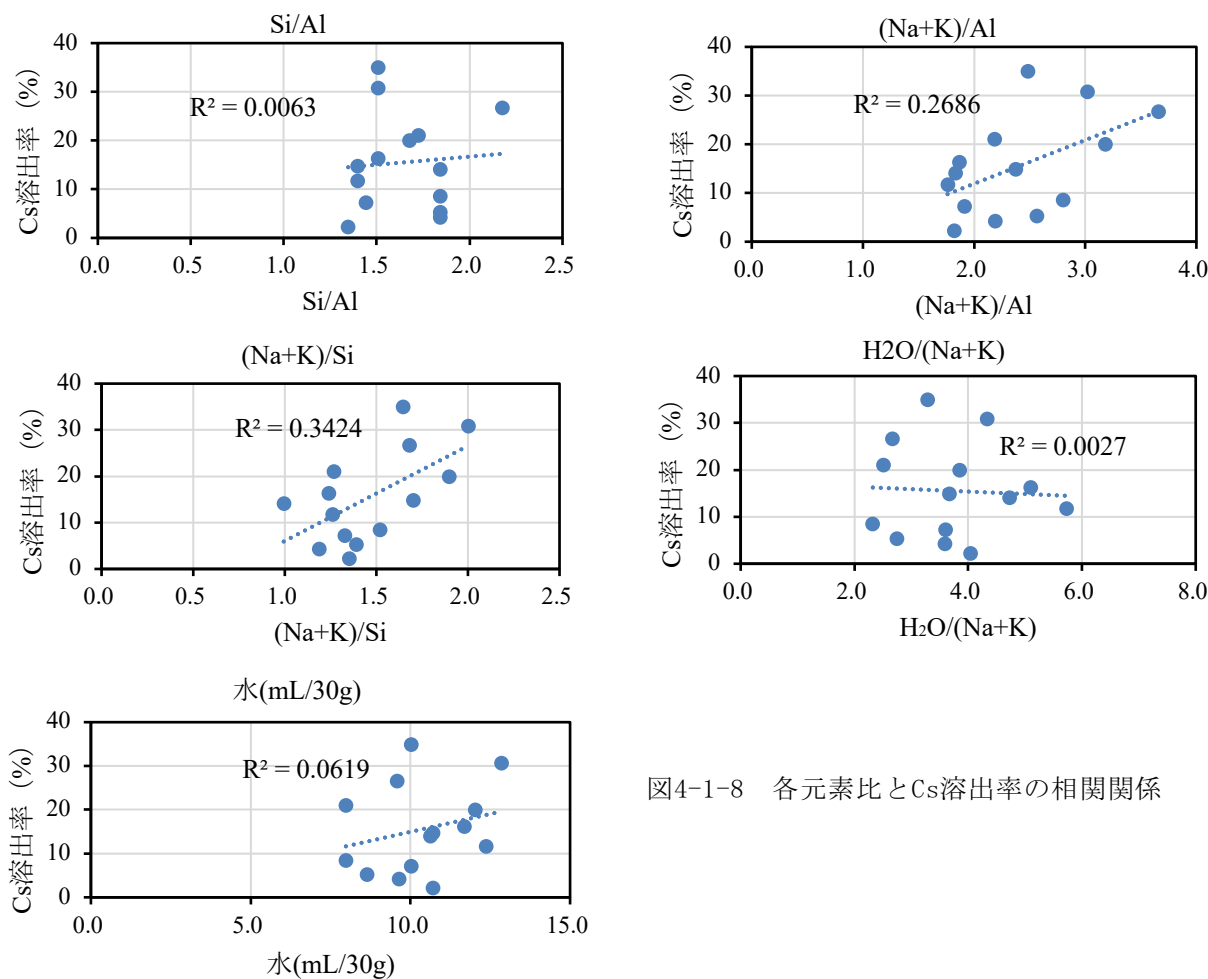 Si/Al
Cs溶出率 (%)
40
30
20
10
0
R² = 0.0063
0.0 0.5 1.0 1.5 2.0 2.5
Si/Al
(Na+K)/Al
Cs溶出率 (%)
40
30
20
10
0
R² = 0.2686
0.0 1.0 2.0 3.0 4.0
(Na+K)/Al
(Na+K)/Si
Cs溶出率 (%)
40
30
20
10
0
R² = 0.3424
0.0 0.5 1.0 1.5 2.0 2.5
(Na+K)/Si
H2O/(Na+K)
Cs溶出率 (%)
40
30
20
10
0
R² = 0.0027
0.0 2.0 4.0 6.0 8.0
H₂O/(Na+K)
水(mL/30g)
Cs溶出率 (%)
40
30
20
10
0
R² = 0.0619
0.0 5.0 10.0 15.0
水(mL/30g)
図4-1-8 各元素比とCs溶出率の相関関係